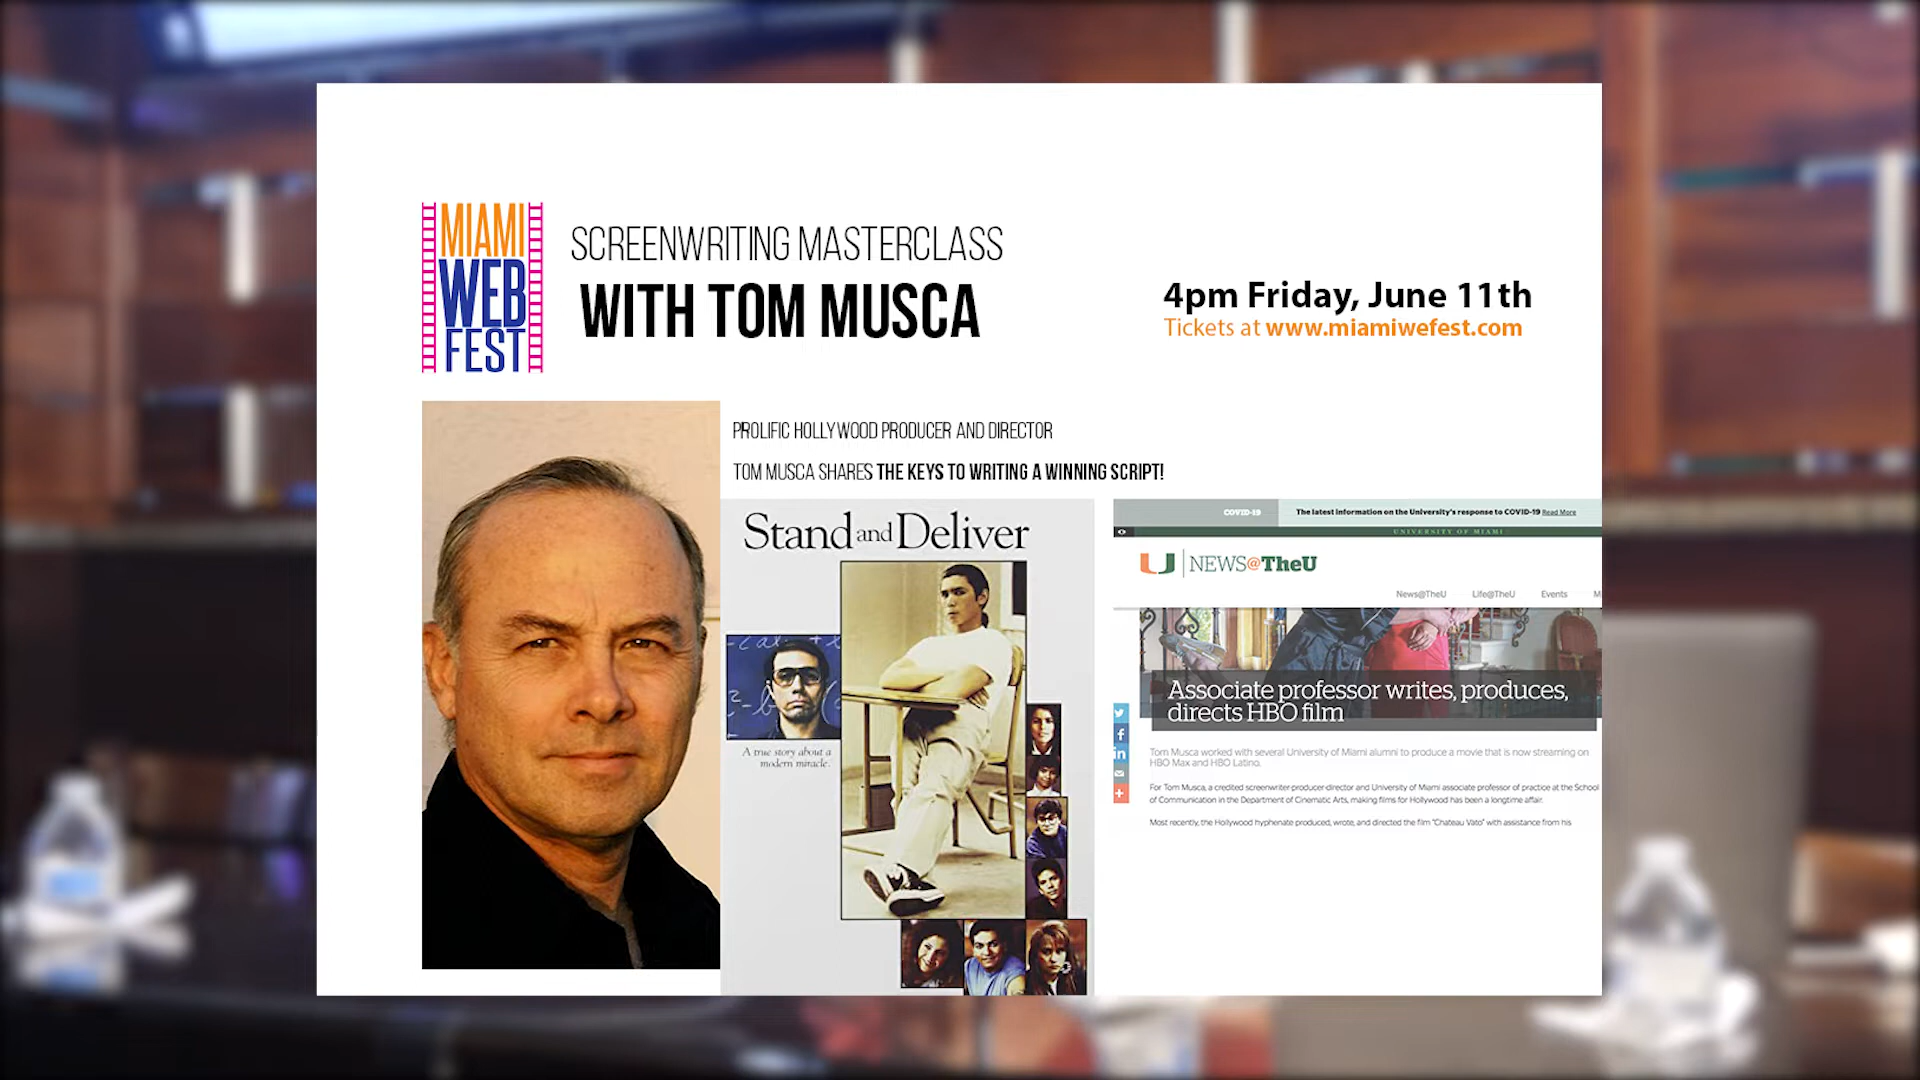 MIAMI
WEB
FEST
SCREENWRITING MASTERCLASS
WITH TOM MUSCA
4pm Friday, June 11th
Tickets at www.miamiwefest.com
PROLIFIC HOLLYWOOD PRODUCER AND DIRECTOR
TOM MUSCA SHARES THE KEYS TO WRITING A WINNING SCRIPT!
Stand and Deliver
A true story about a
modern miracle.
COVID-19 The latest information on the University's response to COVID-19 Read More
UNIVERSITY OF MIAMI
U NEWS@TheU
News@TheU Life@TheU Events M
Associate professor writes, produces,
directs HBO film
Tom Musca worked with several University of Miami alumni to produce a movie that is now streaming on
HBO Max and HBO Latino.
For Tom Musca, a credited screenwriter-producer-director and University of Miami associate professor of practice at the School
of Communication in the Department of Cinematic Arts, making films for Hollywood has been a longtime affair.
Most recently, the Hollywood hyphenate produced, wrote, and directed the film "Chateau Vato" with assistance from his